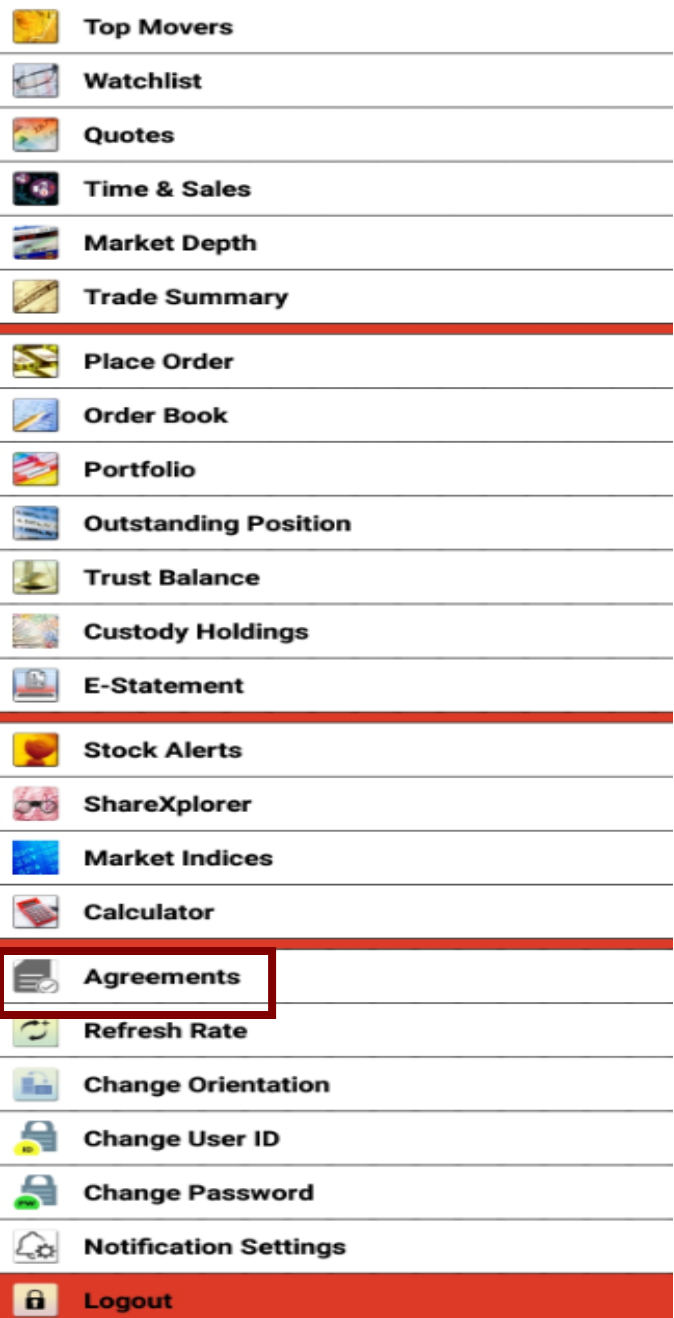 Top Movers
Watchlist
Quotes
Time & Sales
Market Depth
Trade Summary
Place Order
Order Book
Portfolio
Outstanding Position
Trust Balance
Custody Holdings
E-Statement
Stock Alerts
ShareXplorer
Market Indices
Calculator
Agreements
Refresh Rate
Change Orientation
ID
Change User ID
PW
Change Password
Notification Settings
Logout